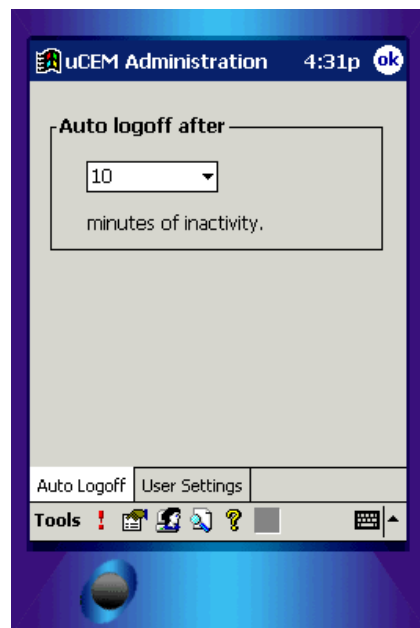 uCEM Administration 4:31p ok
Auto logoff after
10
minutes of inactivity.
Auto Logoff User Settings
Tools ! ?